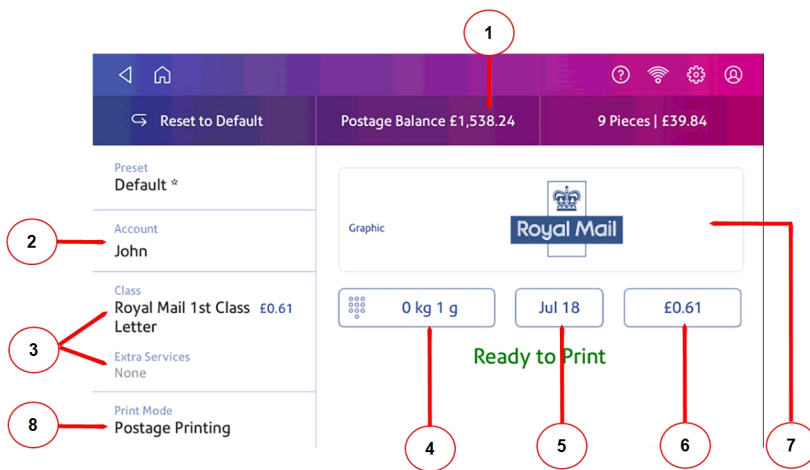 1
Reset to Default
Postage Balance £1,538.24
9 Pieces | £39.84
Preset
Default *
Account
John
2
Graphic
Royal Mail
7
Class
Royal Mail 1st Class £0.61
Letter
3
Extra Services
None
0 kg 1 g
Jul 18
£0.61
Ready to Print
Print Mode
Postage Printing
8
4
5
6